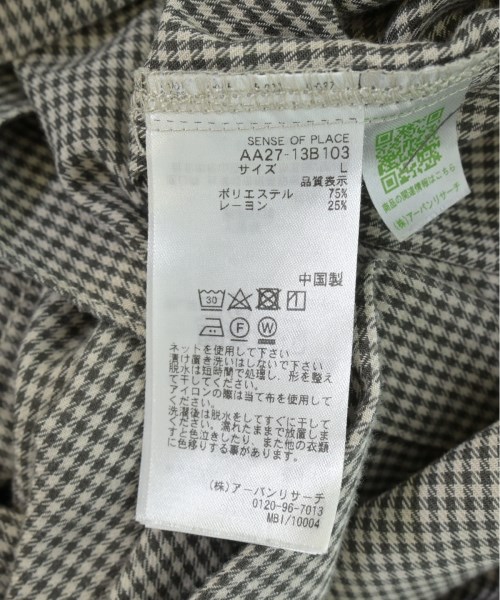 SENSE OF PLACE
AA27-13B103
サイズ L
品質表示
ポリエステル 75%
レーヨン 25%
中国製
30
F W
ネットを使用して下さい
漬け置き洗いはしないで下さい
脱水は短時間で処理し、形を整え
て干してください。
アイロンの際は当て布を使用して
ください
洗濯後は脱水をしてすぐに干して
ください。濡れたままで放置しま
すと色泣きしたり、また他の衣類
に色移りする事が有ります。
(株)アーバンリサーチ
0120-96-7013
MBI/10004
商品の関連情報はこちら
(株)アーバンリサーチ